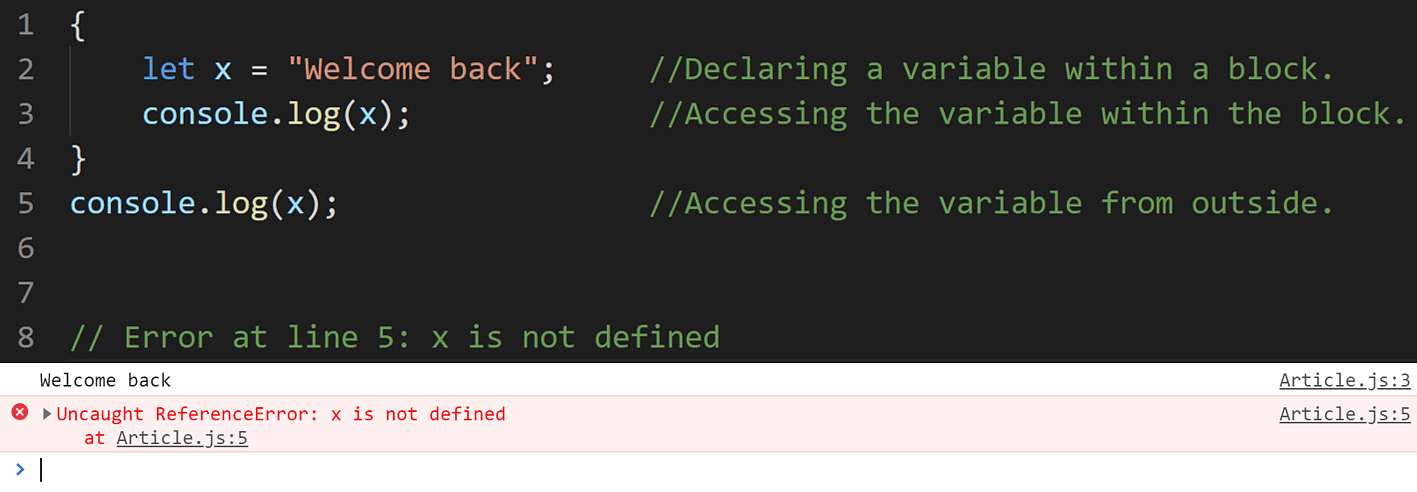 1 {
2 let x = "Welcome back"; //Declaring a variable within a block.
3 console.log(x); //Accessing the variable within the block.
4 }
5 console.log(x); //Accessing the variable from outside.
6
7
8 // Error at line 5: x is not defined
Welcome back Article.js:3
Uncaught ReferenceError: x is not defined Article.js:5
at Article.js:5